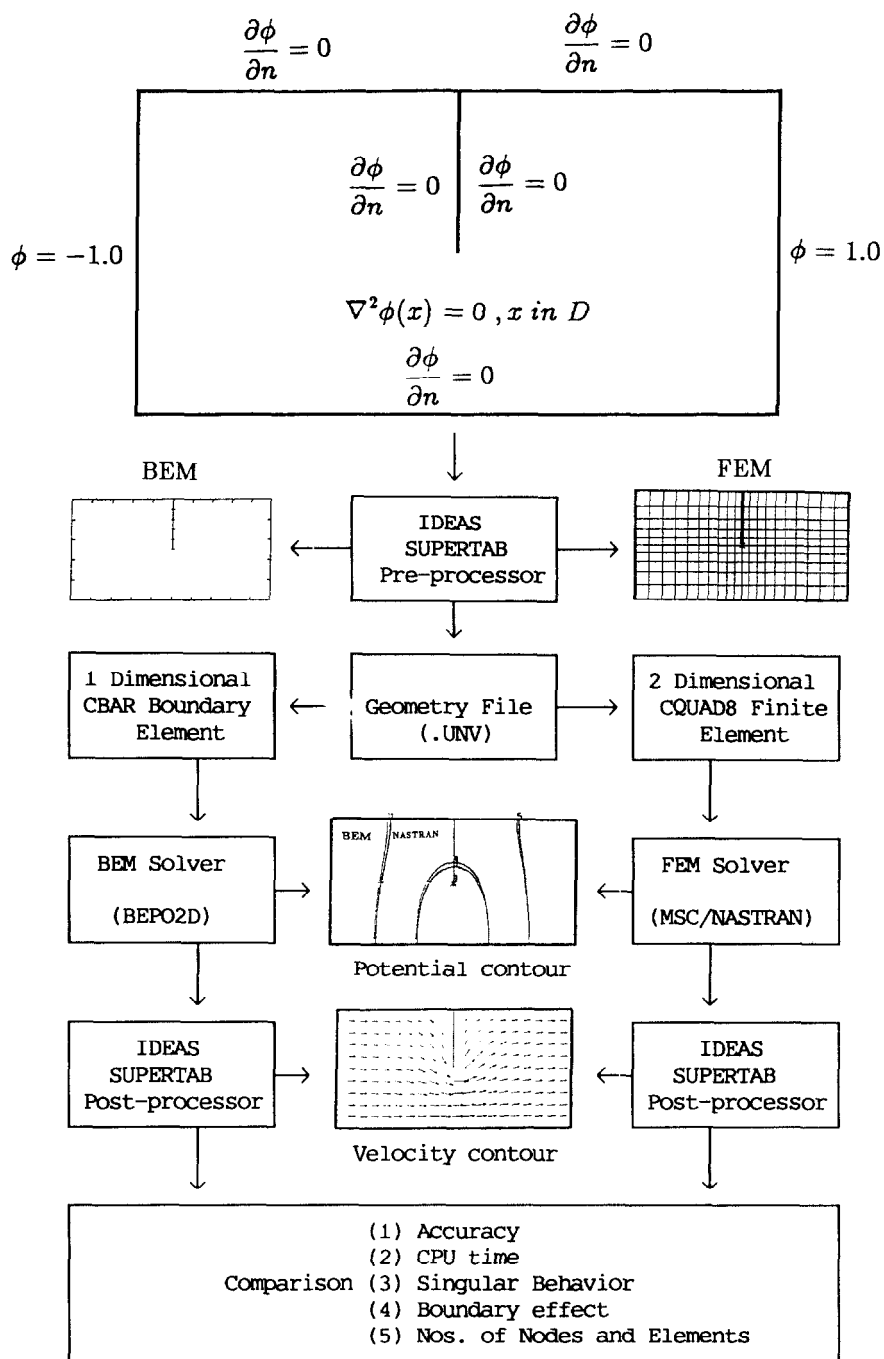 ∂φ/∂n = 0
∂φ/∂n = 0
∂φ/∂n = 0
∂φ/∂n = 0
φ = −1.0
φ = 1.0
∇²φ(x) = 0 , x in D
∂φ/∂n = 0
BEM
FEM
IDEAS
SUPERTAB
Pre-processor
1 Dimensional
CBAR Boundary
Element
Geometry File
(.UNV)
2 Dimensional
CQUAD8 Finite
Element
BEM Solver
(BEPO2D)
BEM
NASTRAN
FEM Solver
(MSC/NASTRAN)
Potential contour
IDEAS
SUPERTAB
Post-processor
IDEAS
SUPERTAB
Post-processor
Velocity contour
(1) Accuracy
(2) CPU time
Comparison (3) Singular Behavior
(4) Boundary effect
(5) Nos. of Nodes and Elements